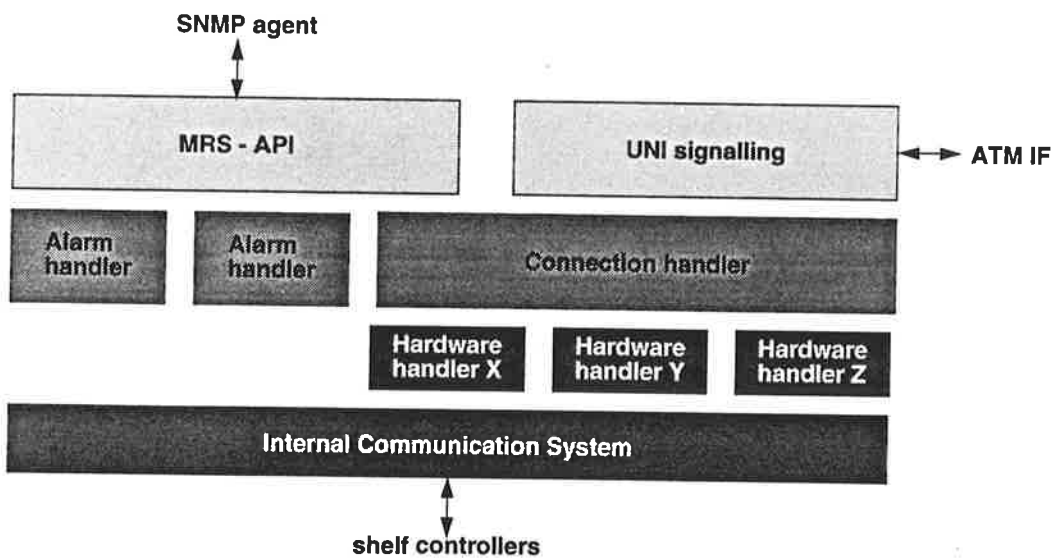 SNMP agent
MRS - API
UNI signalling
ATM IF
Alarm
handler
Alarm
handler
Connection handler
Hardware
handler X
Hardware
handler Y
Hardware
handler Z
Internal Communication System
shelf controllers